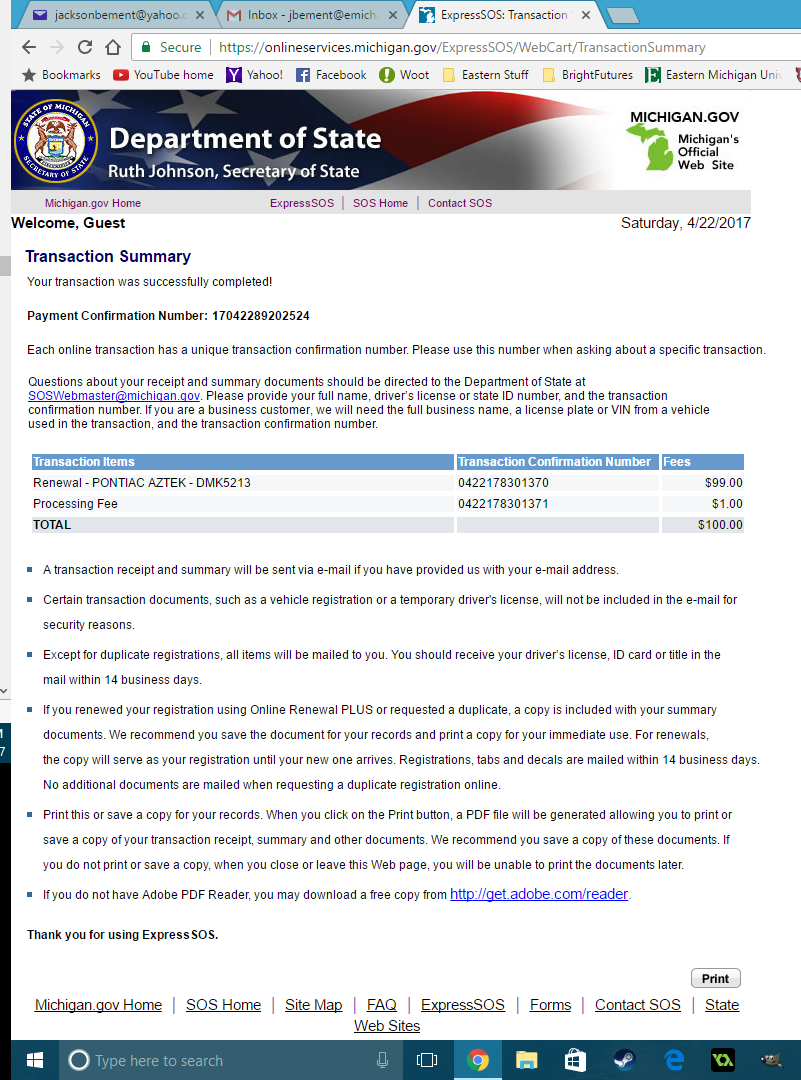 jacksonbement@yahoo.c
Inbox - jbement@emich.
ExpressSOS: Transaction
Secure
https://onlineservices.michigan.gov/ExpressSOS/WebCart/TransactionSummary
Bookmarks
YouTube home
Yahoo!
Facebook
Woot
Eastern Stuff
BrightFutures
Eastern Michigan Uni
STATE OF MICHIGAN
SECRETARY OF STATE
Department of State
Ruth Johnson, Secretary of State
MICHIGAN.GOV
Michigan's
Official
Web Site
Michigan.gov Home
ExpressSOS | SOS Home | Contact SOS
Welcome, Guest
Saturday, 4/22/2017
Transaction Summary
Your transaction was successfully completed!
Payment Confirmation Number: 17042289202524
Each online transaction has a unique transaction confirmation number. Please use this number when asking about a specific transaction.
Questions about your receipt and summary documents should be directed to the Department of State at
SOSWebmaster@michigan.gov. Please provide your full name, driver's license or state ID number, and the transaction
confirmation number. If you are a business customer, we will need the full business name, a license plate or VIN from a vehicle
used in the transaction, and the transaction confirmation number.
Transaction Items Transaction Confirmation Number Fees
Renewal - PONTIAC AZTEK - DMK5213 0422178301370 $99.00
Processing Fee 0422178301371 $1.00
TOTAL $100.00
A transaction receipt and summary will be sent via e-mail if you have provided us with your e-mail address.
Certain transaction documents, such as a vehicle registration or a temporary driver's license, will not be included in the e-mail for
security reasons.
Except for duplicate registrations, all items will be mailed to you. You should receive your driver's license, ID card or title in the
mail within 14 business days.
If you renewed your registration using Online Renewal PLUS or requested a duplicate, a copy is included with your summary
documents. We recommend you save the document for your records and print a copy for your immediate use. For renewals,
the copy will serve as your registration until your new one arrives. Registrations, tabs and decals are mailed within 14 business days.
No additional documents are mailed when requesting a duplicate registration online.
Print this or save a copy for your records. When you click on the Print button, a PDF file will be generated allowing you to print or
save a copy of your transaction receipt, summary and other documents. We recommend you save a copy of these documents. If
you do not print or save a copy, when you close or leave this Web page, you will be unable to print the documents later.
If you do not have Adobe PDF Reader, you may download a free copy from http://get.adobe.com/reader.
Thank you for using ExpressSOS.
Print
Michigan.gov Home | SOS Home | Site Map | FAQ | ExpressSOS | Forms | Contact SOS | State
Web Sites
Type here to search